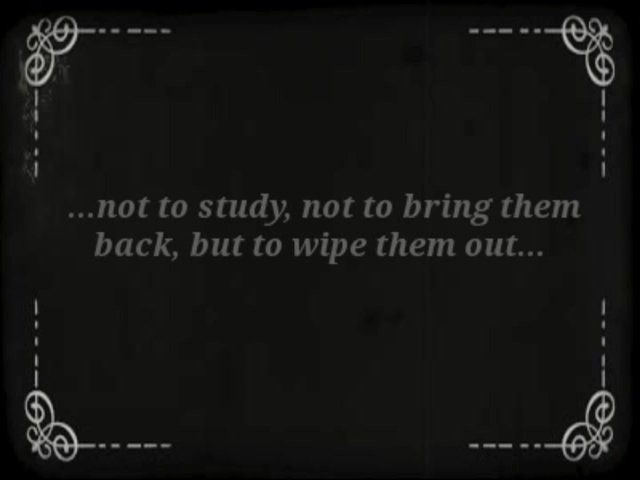 ...not to study, not to bring them
back, but to wipe them out...